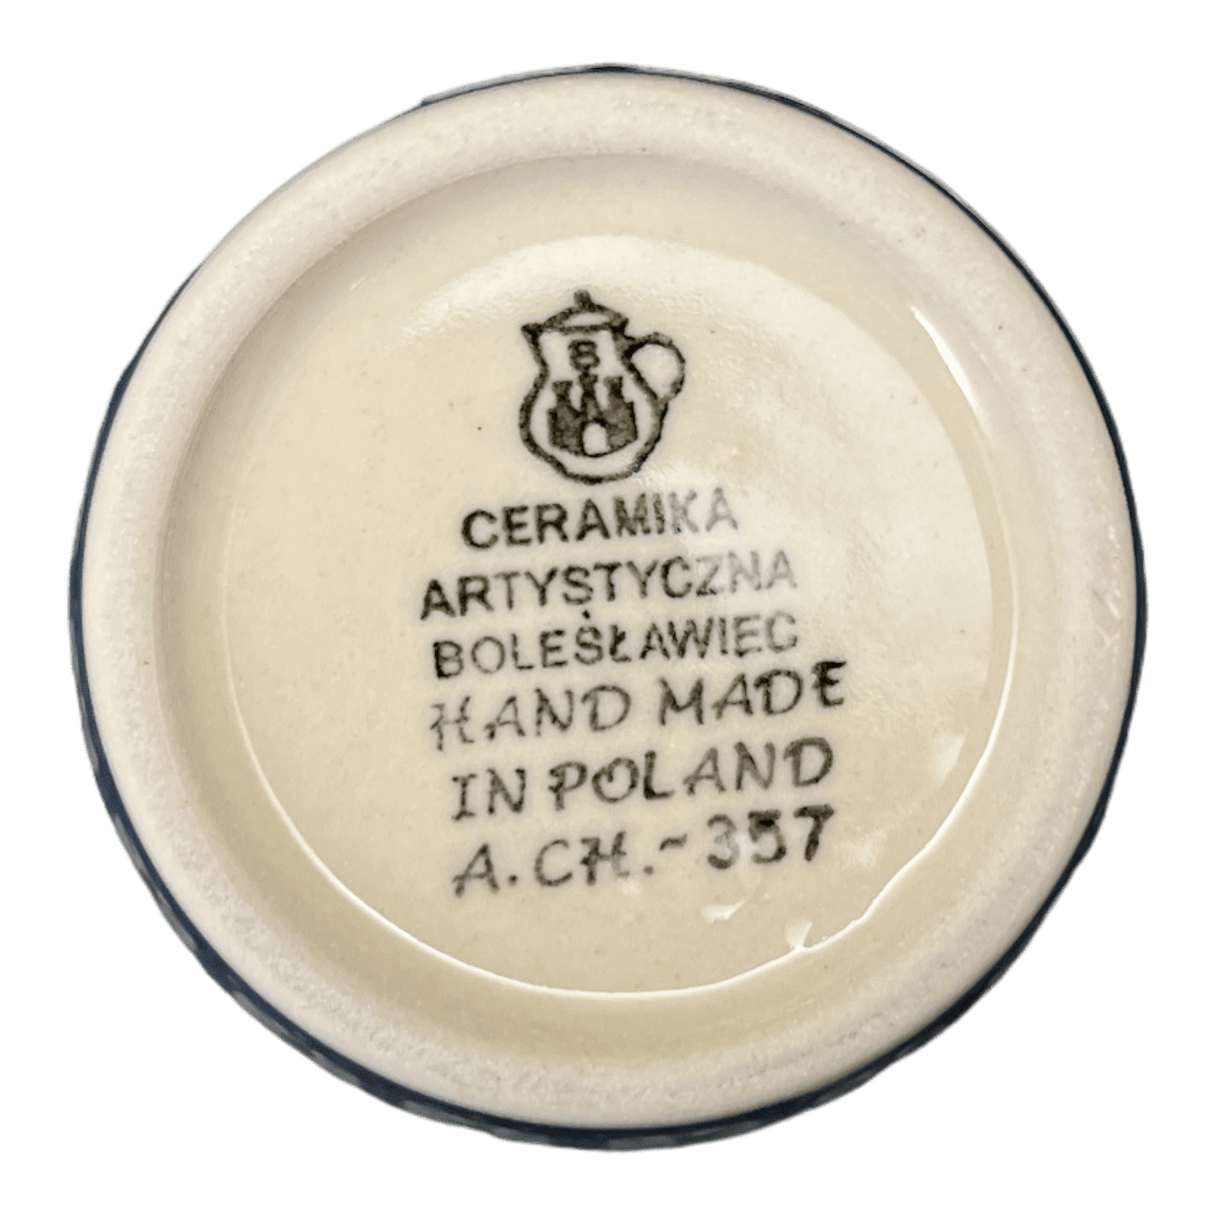 B
CERAMIKA
ARTYSTYCZNA
BOLESŁAWIEC
HAND MADE
IN POLAND
A.CH.-357